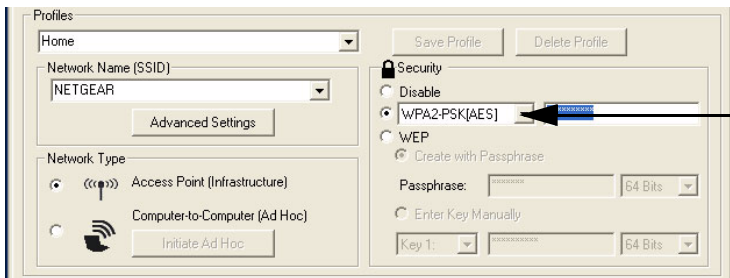 Profiles
Home
Save Profile
Delete Profile
Network Name (SSID)
NETGEAR
Advanced Settings
Security
Disable
WPA2-PSK[AES]
WEP
Create with Passphrase
Passphrase:
64 Bits
Enter Key Manually
Key 1:
64 Bits
Network Type
Access Point (Infrastructure)
Computer-to-Computer (Ad Hoc)
Initiate Ad Hoc